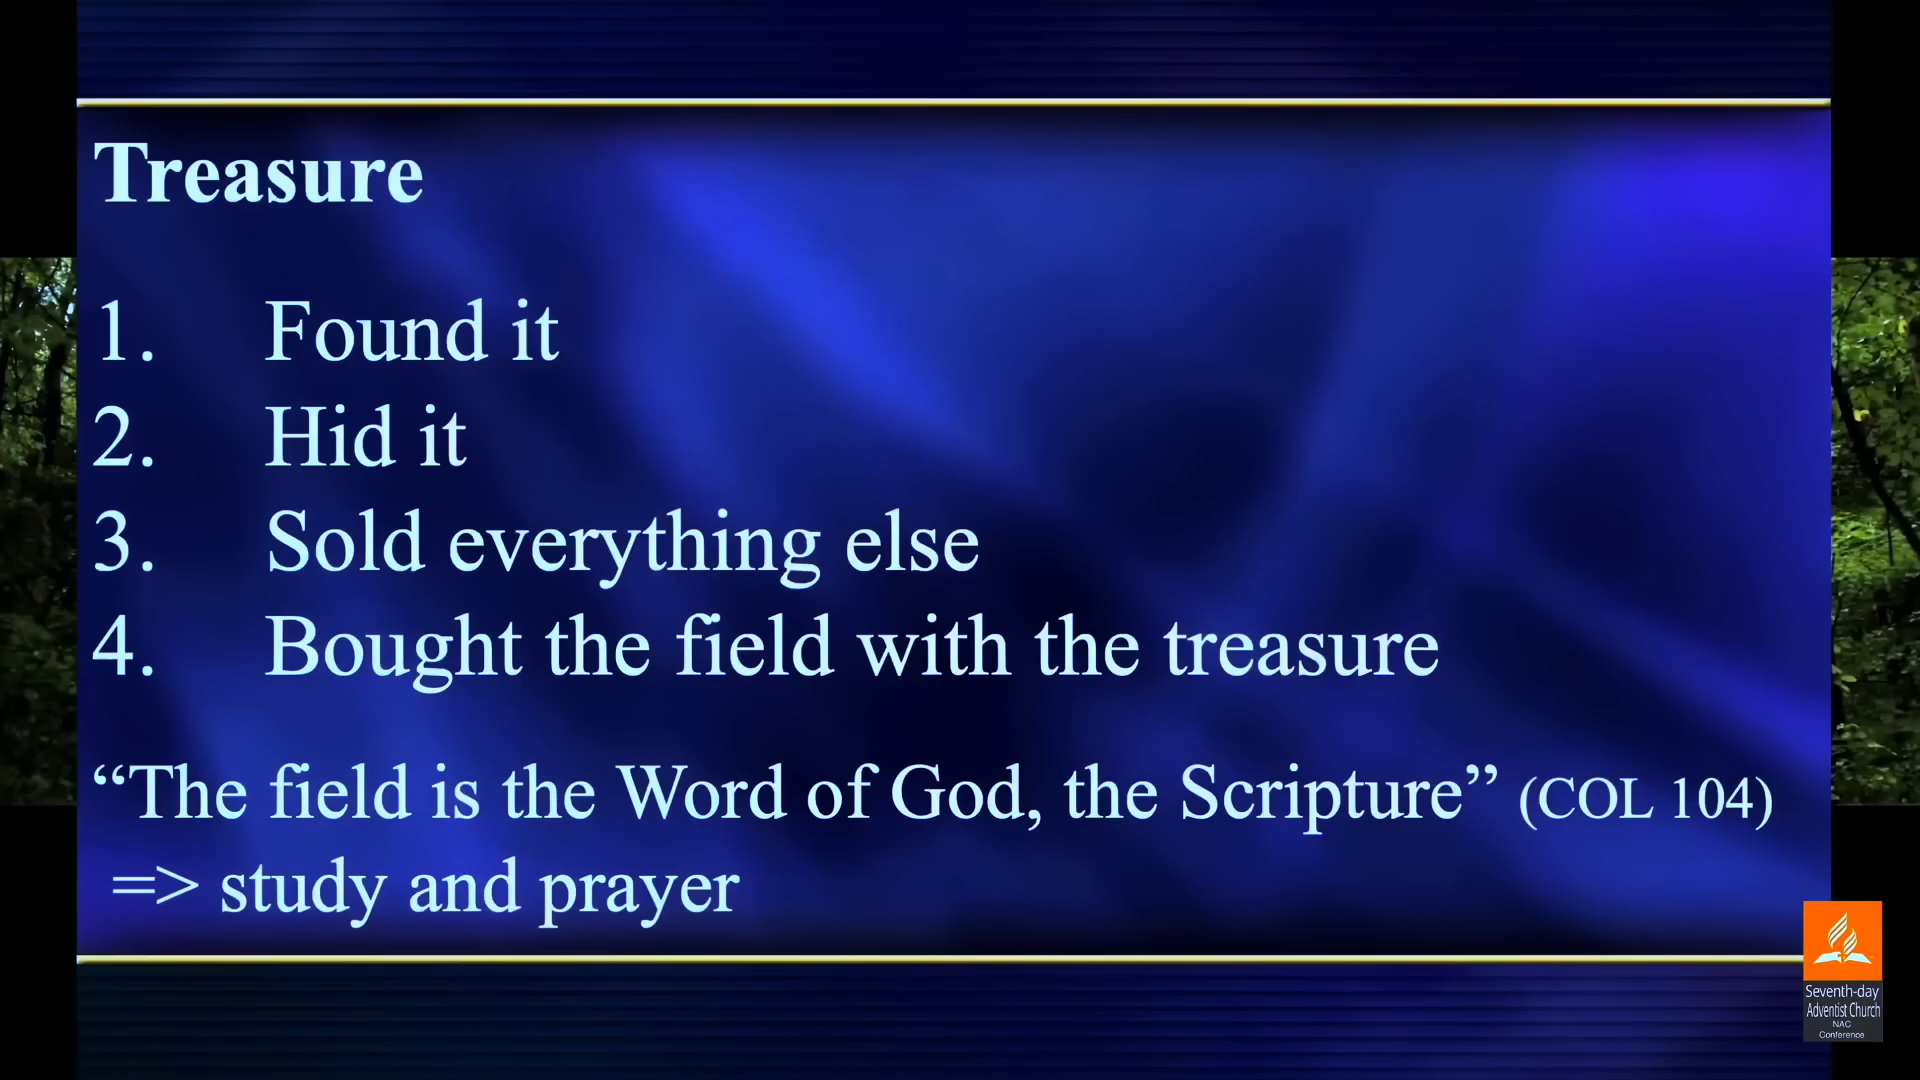 Treasure
1. Found it
2. Hid it
3. Sold everything else
4. Bought the field with the treasure
“The field is the Word of God, the Scripture” (COL 104)
=> study and prayer
Seventh-day
Adventist Church
NAC
Conference